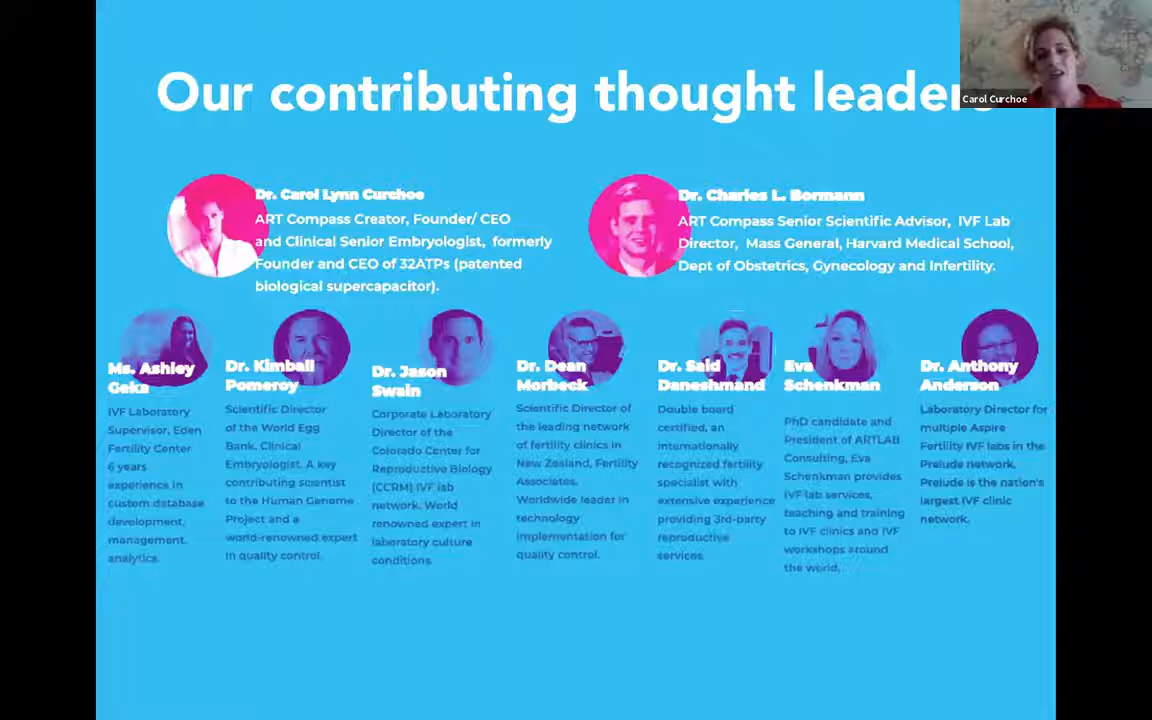 Our contributing thought leaders
Carol Curchoe
Dr. Carol Lynn Curchoe
ART Compass Creator, Founder/ CEO
and Clinical Senior Embryologist, formerly
Founder and CEO of 32ATPs (patented
biological supercapacitor).
Dr. Charles L. Bormann
ART Compass Senior Scientific Advisor, IVF Lab
Director, Mass General, Harvard Medical School,
Dept of Obstetrics, Gynecology and Infertility.
Ms. Ashley
Geka
IVF Laboratory
Supervisor, Eden
Fertility Center
6 years
experience in
custom database
development,
management,
analytics.
Dr. Kimball
Pomeroy
Scientific Director
of the World Egg
Bank, Clinical
Embryologist. A key
contributing scientist
to the Human Genome
Project and a
world-renowned expert
in quality control.
Dr. Jason
Swain
Corporate Laboratory
Director of the
Colorado Center for
Reproductive Biology
(CCRM) IVF lab
network. World
renowned expert in
laboratory culture
conditions.
Dr. Dean
Morbeck
Scientific Director of
the leading network
of fertility clinics in
New Zealand, Fertility
Associates.
Worldwide leader in
technology
implementation for
quality control.
Dr. Said
Daneshmand
Double board
certified, an
internationally
recognized fertility
specialist with
extensive experience
providing 3rd-party
reproductive
services.
Eva
Schenkman
PhD candidate and
President of ARTLAB
Consulting, Eva
Schenkman provides
IVF lab services,
teaching and training
to IVF clinics and IVF
workshops around
the world.
Dr. Anthony
Anderson
Laboratory Director for
multiple Aspire
Fertility IVF labs in the
Prelude network.
Prelude is the nation's
largest IVF clinic
network.